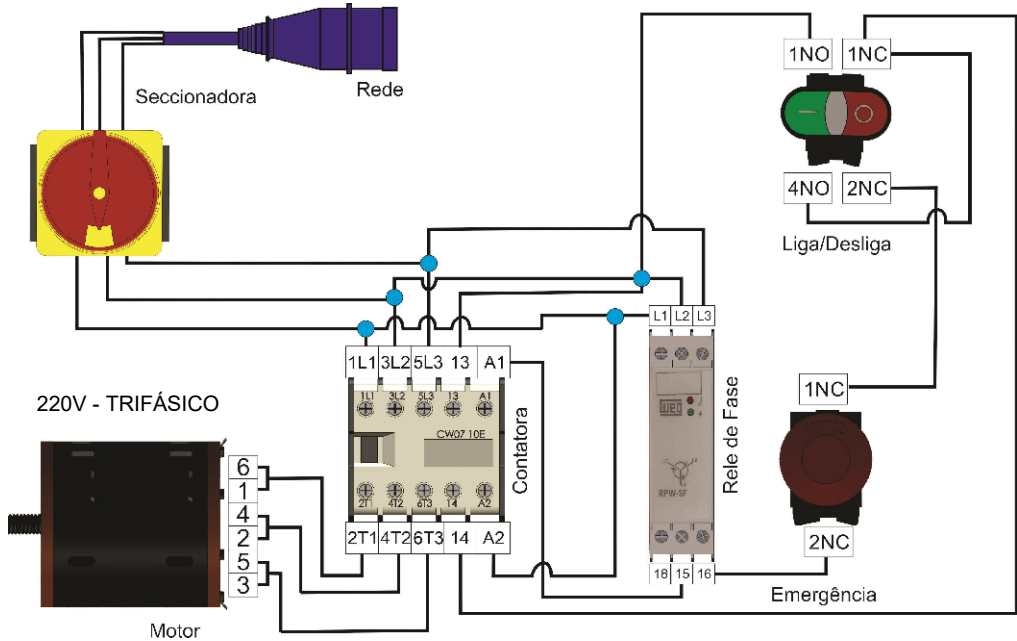 Rede
Seccionadora
1NO 1NC
4NO 2NC
Liga/Desliga
L1 L2 L3
1L1 3L2 5L3 13 A1
1L1 3L2 5L3 13 A1
CW07 10E
2T1 4T2 6T3 14 A2
2T1 4T2 6T3 14 A2
Contatora
WEG
RPW-SF
18 15 16
Rele de Fase
1NC
2NC
Emergência
220V - TRIFÁSICO
6
1
4
2
5
3
Motor